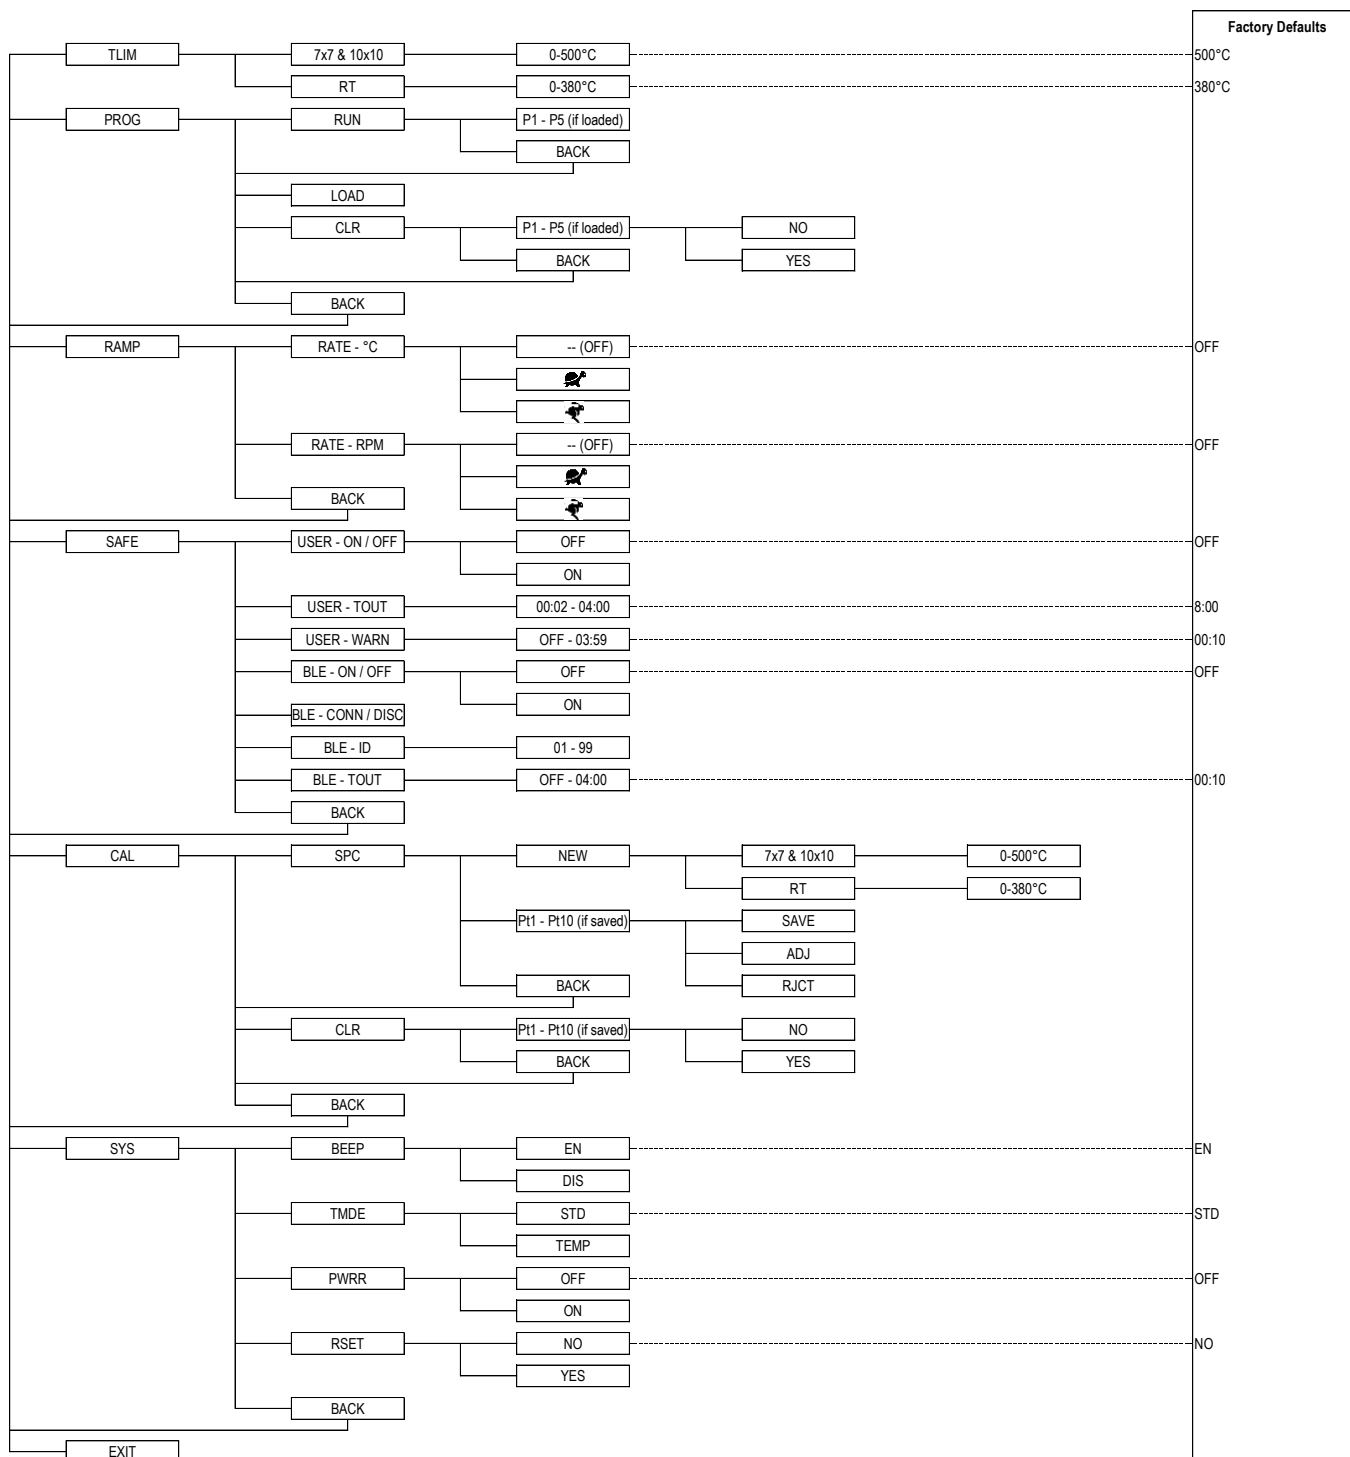 Factory Defaults
TLIM 7x7 & 10x10 0-500°C 500°C
RT 0-380°C 380°C
PROG RUN P1 - P5 (if loaded)
BACK
LOAD
CLR P1 - P5 (if loaded) NO
BACK YES
BACK
RAMP RATE - °C -- (OFF) OFF
RATE - RPM -- (OFF) OFF
BACK
SAFE USER - ON / OFF OFF OFF
ON
USER - TOUT 00:02 - 04:00 8:00
USER - WARN OFF - 03:59 00:10
BLE - ON / OFF OFF OFF
ON
BLE - CONN / DISC
BLE - ID 01 - 99
BLE - TOUT OFF - 04:00 00:10
BACK
CAL SPC NEW 7x7 & 10x10 0-500°C
RT 0-380°C
Pt1 - Pt10 (if saved) SAVE
ADJ
BACK RJCT
CLR Pt1 - Pt10 (if saved) NO
BACK YES
BACK
SYS BEEP EN EN
DIS
TMDE STD STD
TEMP
PWRR OFF OFF
ON
RSET NO NO
YES
BACK
EXIT